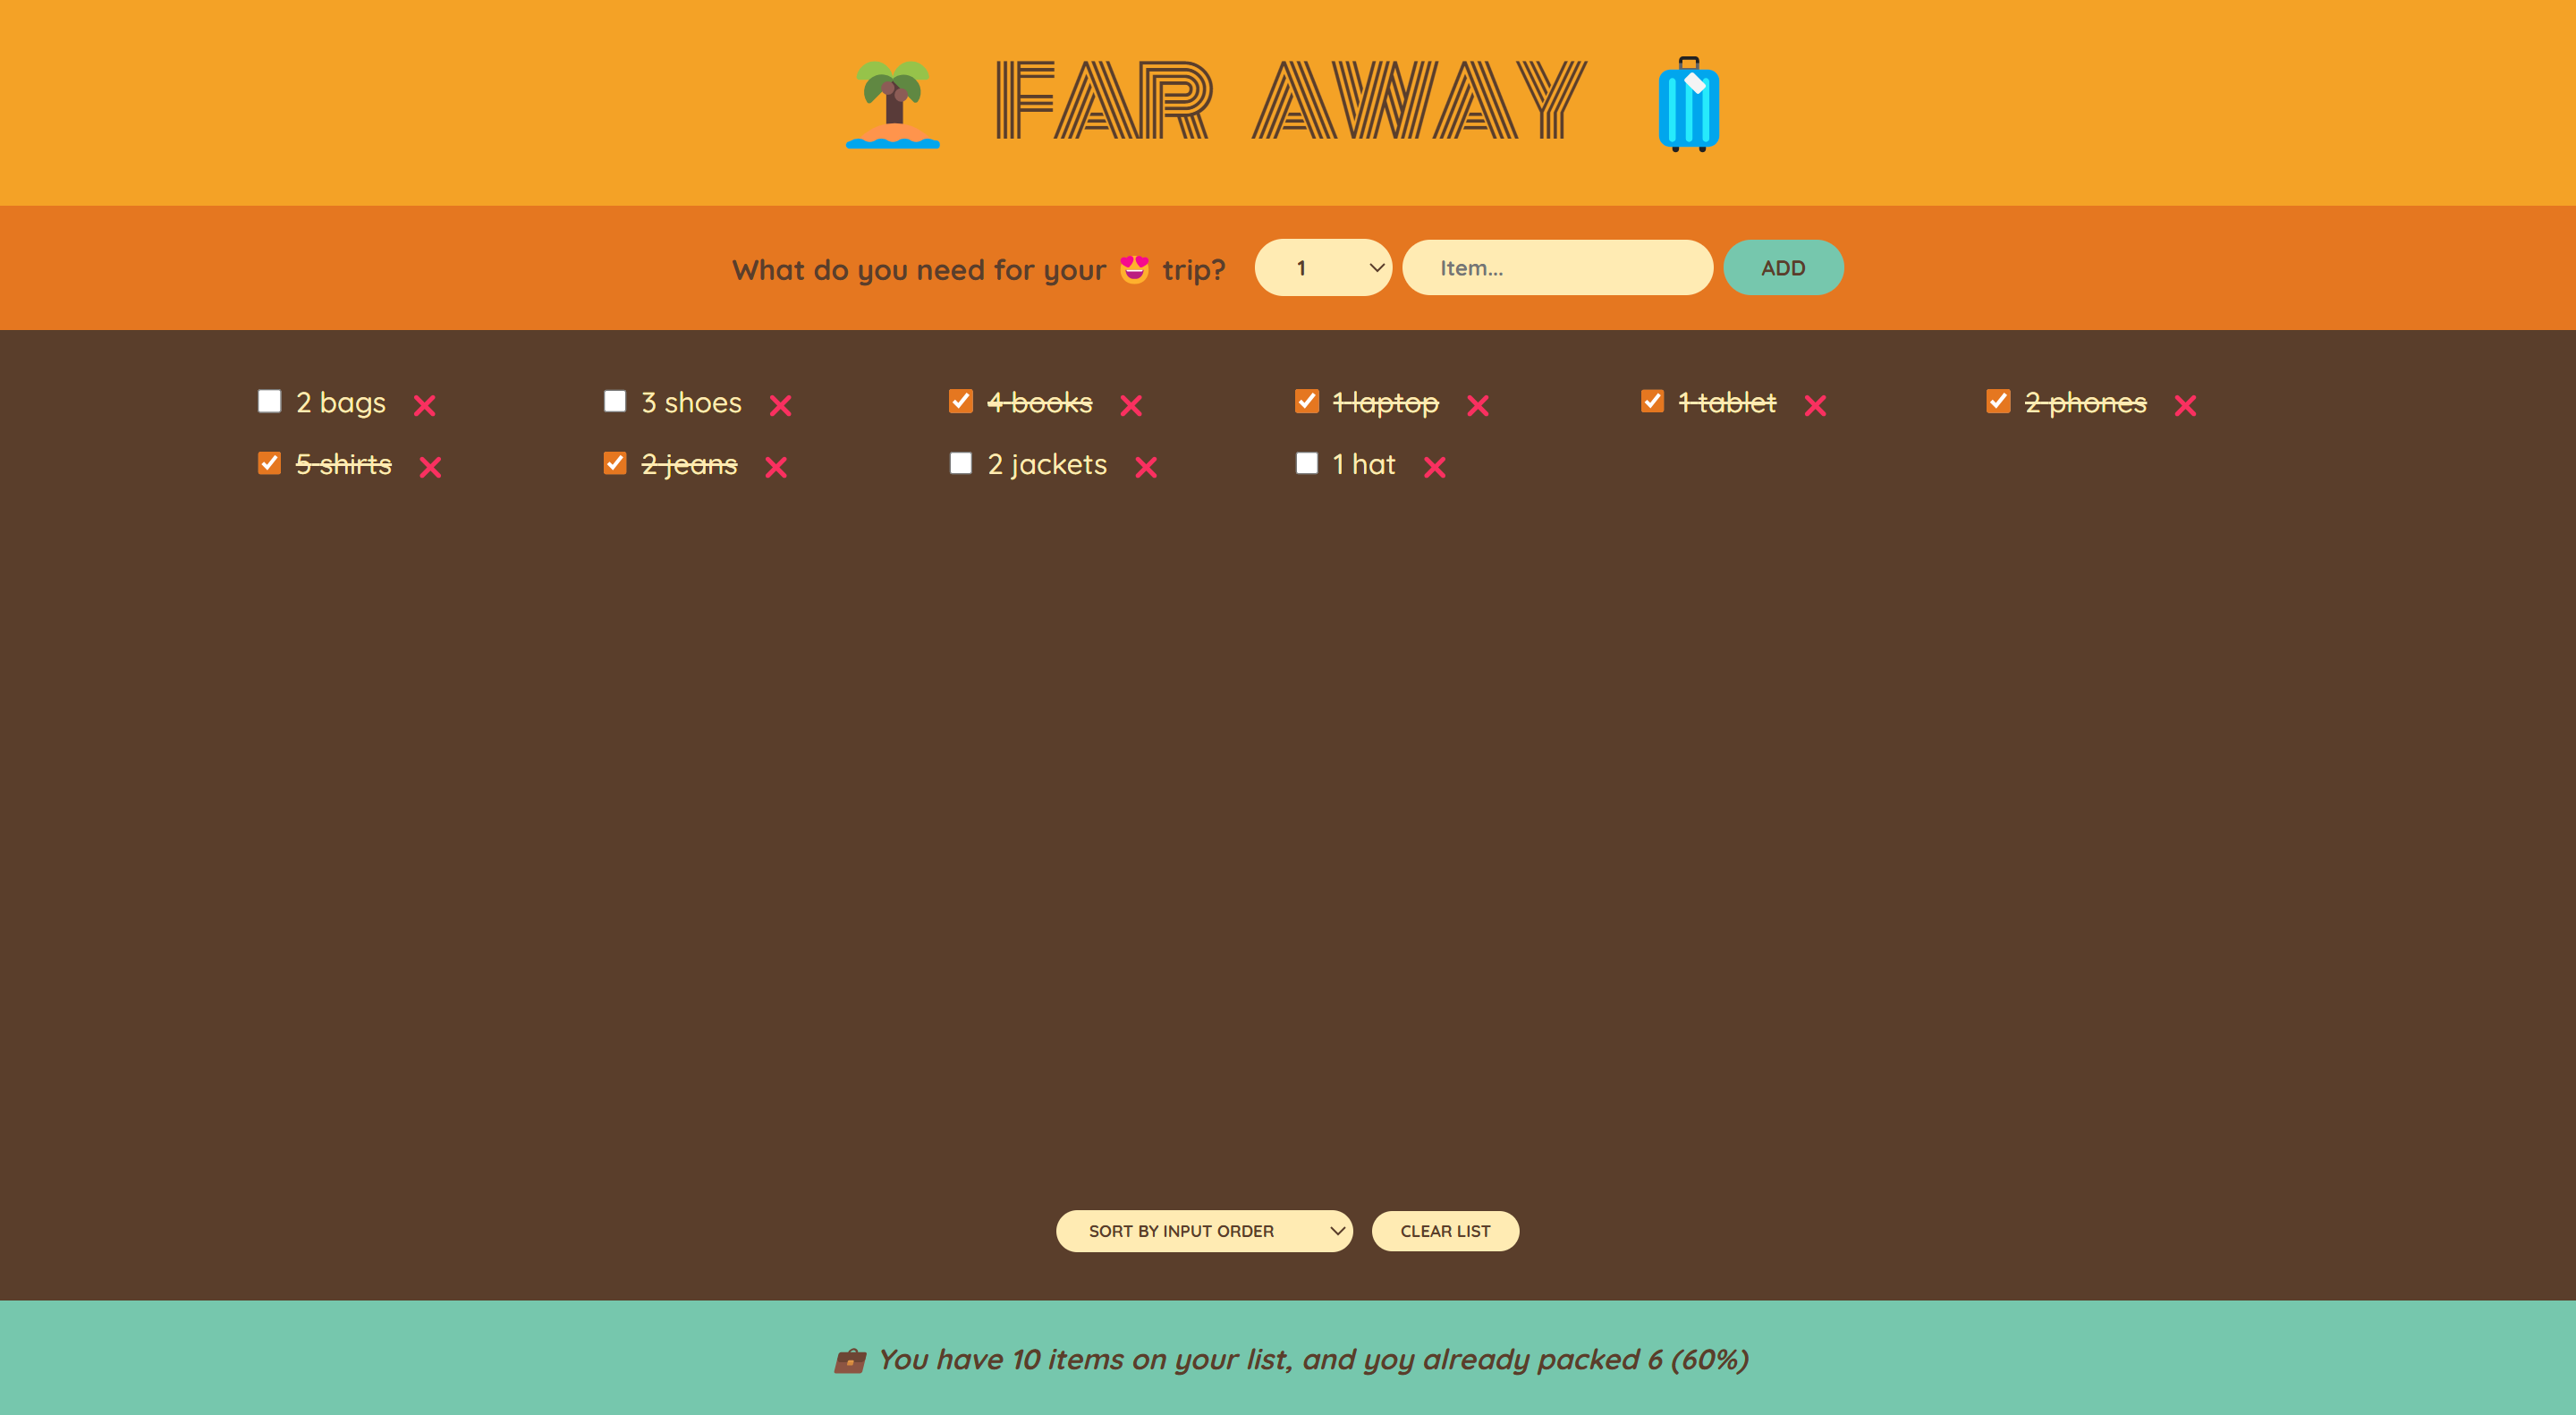 FAR AWAY
What do you need for your 😍 trip? 1 Item... ADD
2 bags ❌ 3 shoes ❌ 4 books ❌ 1 laptop ❌ 1 tablet ❌ 2 phones ❌
5 shirts ❌ 2 jeans ❌ 2 jackets ❌ 1 hat ❌
SORT BY INPUT ORDER CLEAR LIST
💼 You have 10 items on your list, and yoy already packed 6 (60%)